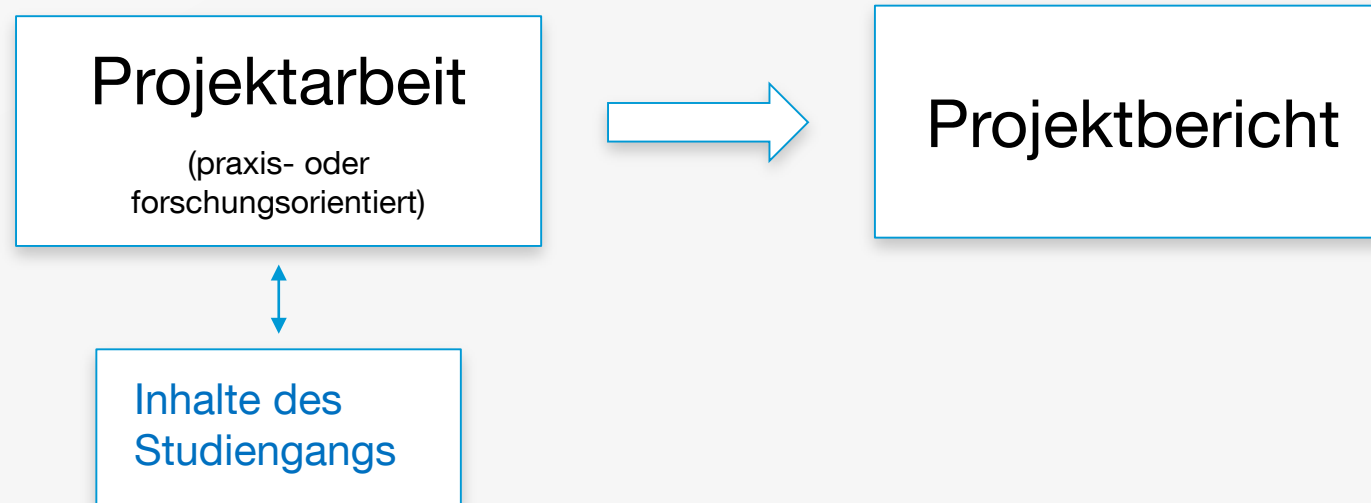 Projektarbeit
(praxis- oder
forschungsorientiert)
Projektbericht
Inhalte des
Studiengangs